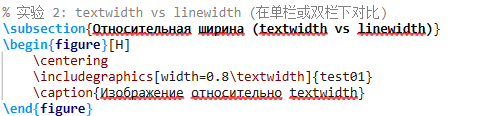 % 实验 2: textwidth vs linewidth (在单栏或双栏下对比)
\subsection{Относительная ширина (textwidth vs linewidth)}
\begin{figure}[H]
    \centering
    \includegraphics[width=0.8\textwidth]{test01}
    \caption{Изображение относительно textwidth}
\end{figure}